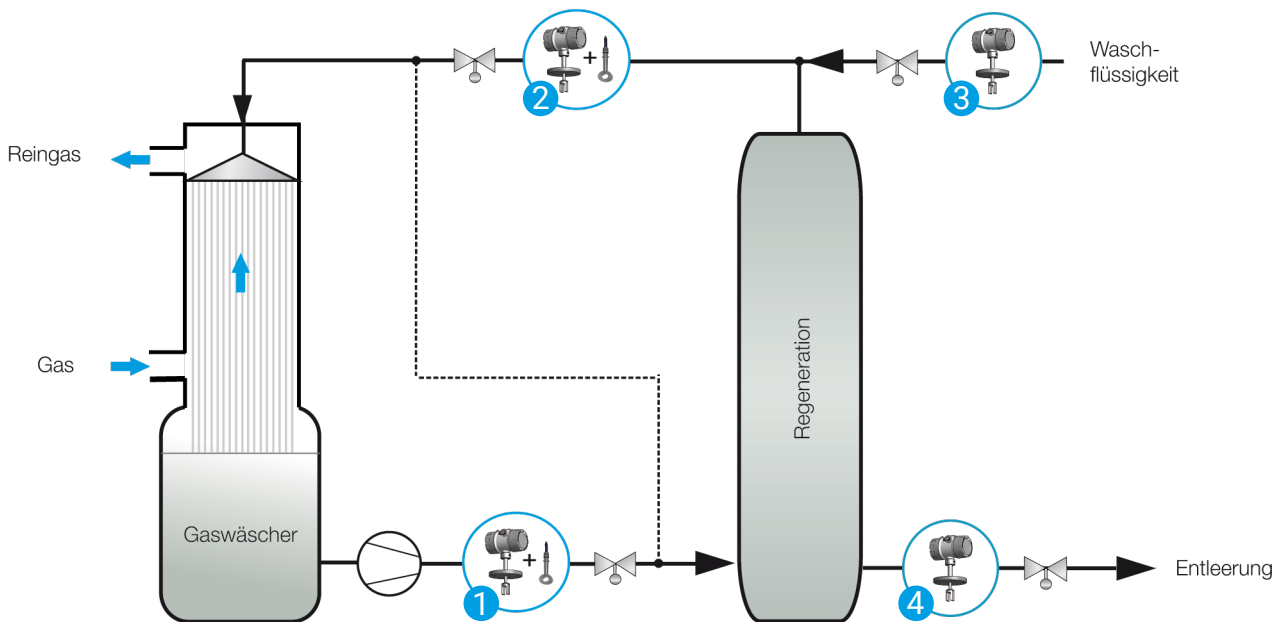 Wasch-
flüssigkeit
+
2
3
Reingas
Gas
Regeneration
Gaswäscher
+
1
4
Entleerung